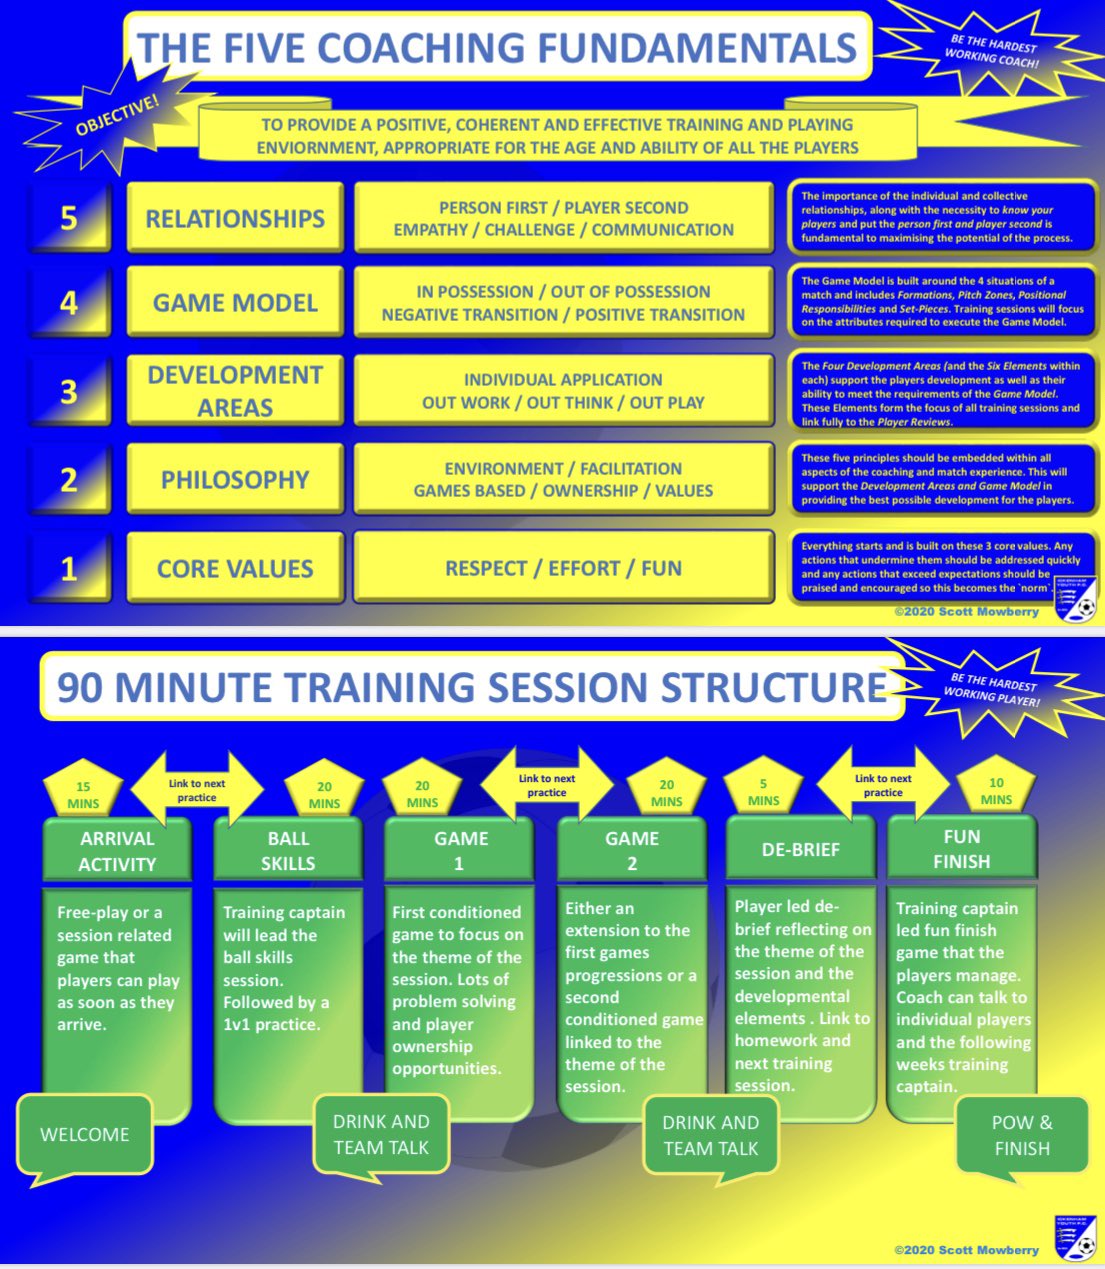 THE FIVE COACHING FUNDAMENTALS
BE THE HARDEST
WORKING COACH!
OBJECTIVE!
TO PROVIDE A POSITIVE, COHERENT AND EFFECTIVE TRAINING AND PLAYING
ENVIORNMENT, APPROPRIATE FOR THE AGE AND ABILITY OF ALL THE PLAYERS
5
RELATIONSHIPS
PERSON FIRST / PLAYER SECOND
EMPATHY / CHALLENGE / COMMUNICATION
The importance of the individual and collective
relationships, along with the necessity to know your
players and put the person first and player second is
fundamental to maximising the potential of the process.
4
GAME MODEL
IN POSSESSION / OUT OF POSSESSION
NEGATIVE TRANSITION / POSITIVE TRANSITION
The Game Model is built around the 4 situations of a
match and includes Formations, Pitch Zones, Positional
Responsibilities and Set-Pieces. Training sessions will focus
on the attributes required to execute the Game Model.
3
DEVELOPMENT
AREAS
INDIVIDUAL APPLICATION
OUT WORK / OUT THINK / OUT PLAY
The Four Development Areas (and the Six Elements within
each) support the players development as well as their
ability to meet the requirements of the Game Model.
These Elements form the focus of all training sessions and
link fully to the Player Reviews.
2
PHILOSOPHY
ENVIRONMENT / FACILITATION
GAMES BASED / OWNERSHIP / VALUES
These five principles should be embedded within all
aspects of the coaching and match experience. This will
support the Development Areas and Game Model in
providing the best possible development for the players.
1
CORE VALUES
RESPECT / EFFORT / FUN
Everything starts and is built on these 3 core values. Any
actions that undermine them should be addressed quickly
and any actions that exceed expectations should be
praised and encouraged so this becomes the `norm`.
©2020 Scott Mowberry
90 MINUTE TRAINING SESSION STRUCTURE
BE THE HARDEST
WORKING PLAYER!
15
MINS
Link to next
practice
20
MINS
20
MINS
Link to next
practice
20
MINS
5
MINS
Link to next
practice
10
MINS
ARRIVAL
ACTIVITY
BALL
SKILLS
GAME
1
GAME
2
DE-BRIEF
FUN
FINISH
Free-play or a
session related
game that
players can play
as soon as they
arrive.
Training captain
will lead the
ball skills
session.
Followed by a
1v1 practice.
First conditioned
game to focus on
the theme of the
session. Lots of
problem solving
and player
ownership
opportunities.
Either an
extension to the
first games
progressions or a
second
conditioned game
linked to the
theme of the
session.
Player led de-
brief reflecting on
the theme of the
session and the
developmental
elements . Link to
homework and
next training
session.
Training captain
led fun finish
game that the
players manage.
Coach can talk to
individual players
and the following
weeks training
captain.
WELCOME
DRINK AND
TEAM TALK
DRINK AND
TEAM TALK
POW &
FINISH
©2020 Scott Mowberry